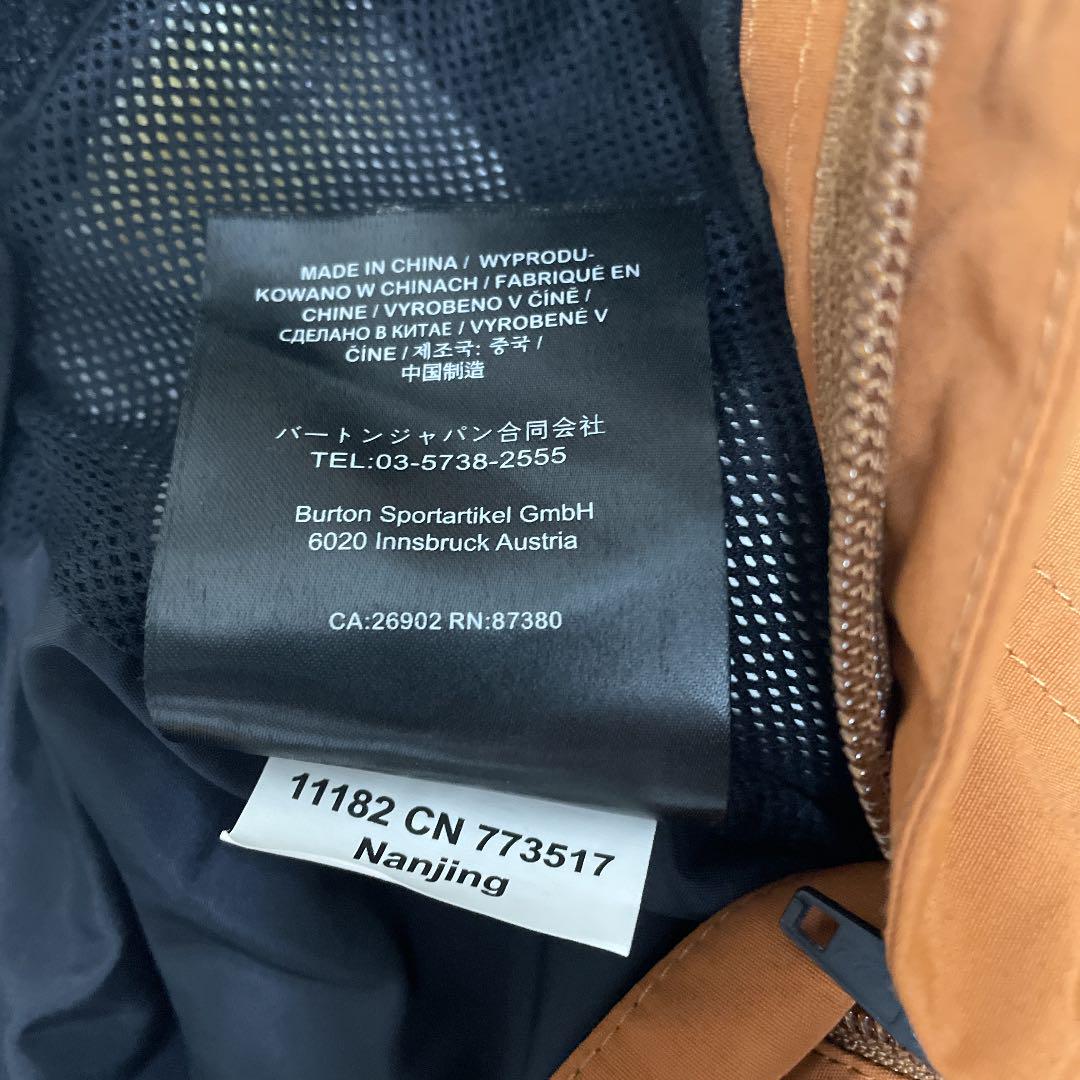 MADE IN CHINA / WYPRODU-
KOWANO W CHINACH / FABRIQUÉ EN
CHINE / VYROBENO V ČÍNĚ /
СДЕЛАНО В КИТАЕ / VYROBENÉ V
ČÍNE / 제조국: 중국 /
中国制造
バートンジャパン合同会社
TEL:03-5738-2555
Burton Sportartikel GmbH
6020 Innsbruck Austria
CA:26902 RN:87380
11182 CN 773517
Nanjing